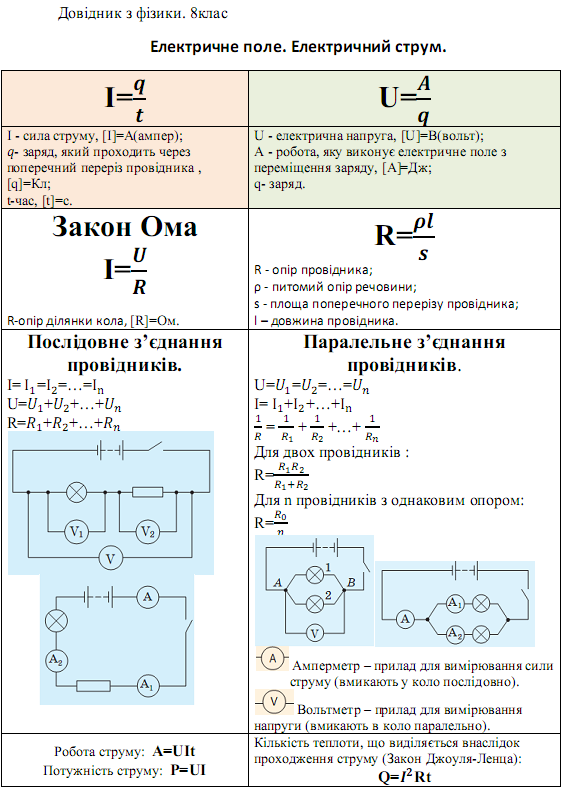 Довідник з фізики. 8клас
Електричне поле. Електричний струм.
I=q/t
I - сила струму, [I]=А(ампер);
q- заряд, який проходить через
поперечний переріз провідника ,
[q]=Кл;
t-час, [t]=с.
U=A/q
U - електрична напруга, [U]=В(вольт);
А - робота, яку виконує електричне поле з
переміщення заряду, [А]=Дж;
q- заряд.
Закон Ома
I=U/R
R-опір ділянки кола, [R]=Ом.
R=ρl/s
R - опір провідника;
ρ - питомий опір речовини;
s - площа поперечного перерізу провідника;
l – довжина провідника.
Послідовне з’єднання
провідників.
I= I₁=I₂=…=Iₙ
U=U₁+U₂+…+Uₙ
R=R₁+R₂+…+Rₙ
V₁ V₂
V
A
A₂
A₁
Паралельне з’єднання
провідників.
U=U₁=U₂=…=Uₙ
I= I₁+I₂+…+Iₙ
1/R = 1/R₁ + 1/R₂ +…+ 1/Rₙ
Для двох провідників :
R=R₁R₂/R₁+R₂
Для n провідників з однаковим опором:
R=R₀/n
1
A B
2
V
A₁
A
A₂
A Амперметр – прилад для вимірювання сили
струму (вмикають у коло послідовно).
V Вольтметр – прилад для вимірювання
напруги (вмикають в коло паралельно).
Робота струму: A=UIt
Потужність струму: P=UI
Кількість теплоти, що виділяється внаслідок
проходження струму (Закон Джоуля-Ленца):
Q=I²Rt